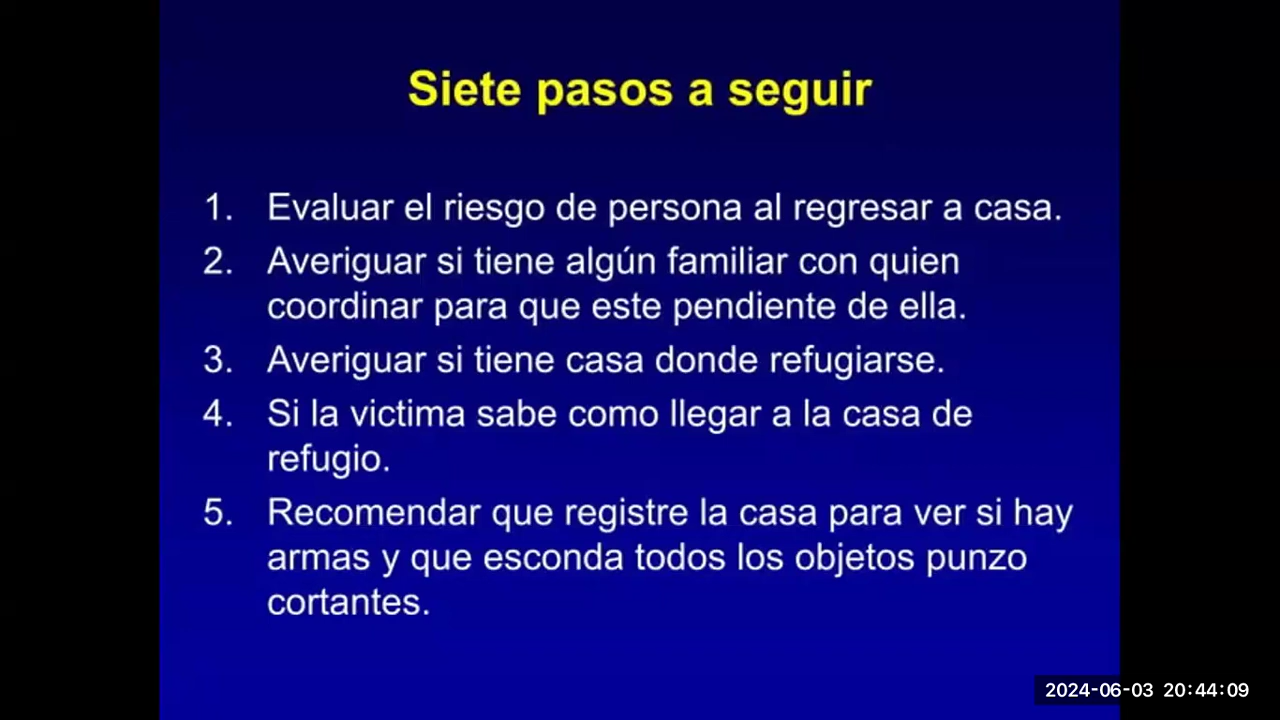 Siete pasos a seguir
1. Evaluar el riesgo de persona al regresar a casa.
2. Averiguar si tiene algún familiar con quien
coordinar para que este pendiente de ella.
3. Averiguar si tiene casa donde refugiarse.
4. Si la victima sabe como llegar a la casa de
refugio.
5. Recomendar que registre la casa para ver si hay
armas y que esconda todos los objetos punzo
cortantes.
2024-06-03 20:44:09